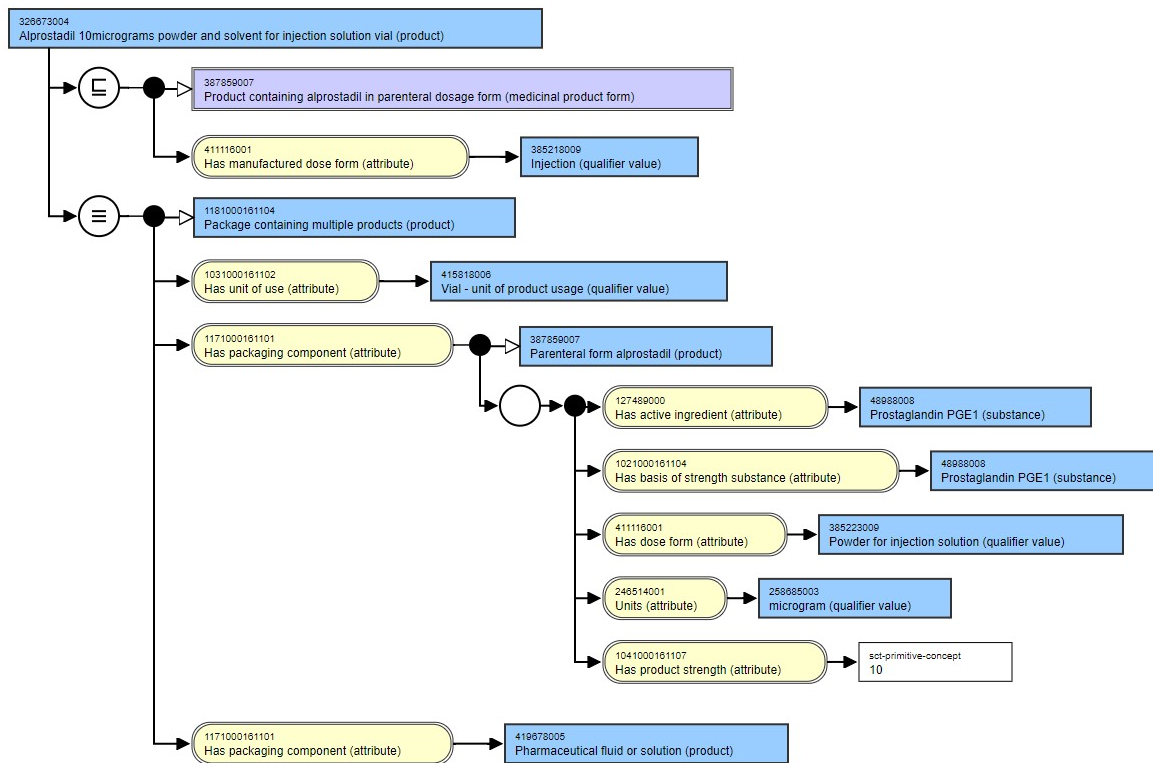 326673004
Alprostadil 10micrograms powder and solvent for injection solution vial (product)
⊑
387859007
Product containing alprostadil in parenteral dosage form (medicinal product form)
411116001
Has manufactured dose form (attribute)
385218009
Injection (qualifier value)
≡
1181000161104
Package containing multiple products (product)
1031000161102
Has unit of use (attribute)
415818006
Vial - unit of product usage (qualifier value)
1171000161101
Has packaging component (attribute)
387859007
Parenteral form alprostadil (product)
127489000
Has active ingredient (attribute)
48988008
Prostaglandin PGE1 (substance)
1021000161104
Has basis of strength substance (attribute)
48988008
Prostaglandin PGE1 (substance)
411116001
Has dose form (attribute)
385223009
Powder for injection solution (qualifier value)
246514001
Units (attribute)
258685003
microgram (qualifier value)
1041000161107
Has product strength (attribute)
sct-primitive-concept
10
1171000161101
Has packaging component (attribute)
419678005
Pharmaceutical fluid or solution (product)